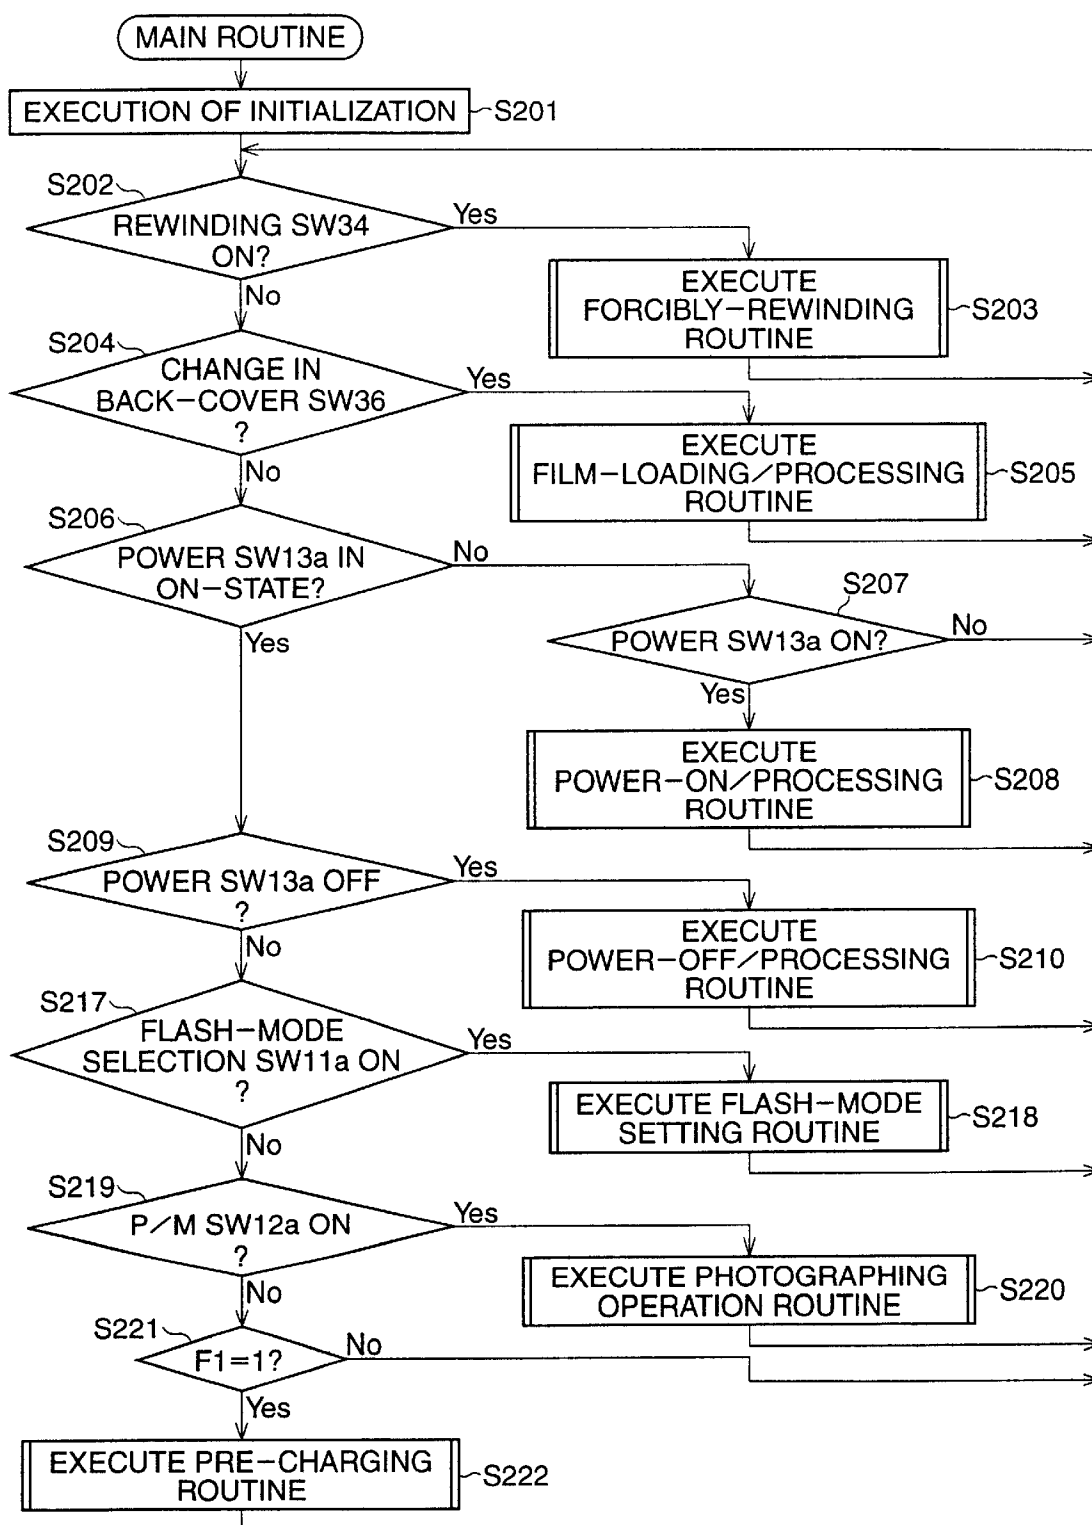 MAIN ROUTINE
EXECUTION OF INITIALIZATION
S201
S202
REWINDING SW34
ON?
Yes
No
EXECUTE
FORCIBLY-REWINDING
ROUTINE
S203
S204
CHANGE IN
BACK-COVER SW36
?
Yes
No
EXECUTE
FILM-LOADING/PROCESSING
ROUTINE
S205
S206
POWER SW13a IN
ON-STATE?
No
Yes
S207
POWER SW13a ON?
No
Yes
EXECUTE
POWER-ON/PROCESSING
ROUTINE
S208
S209
POWER SW13a OFF
?
Yes
No
EXECUTE
POWER-OFF/PROCESSING
ROUTINE
S210
S217
FLASH-MODE
SELECTION SW11a ON
?
Yes
No
EXECUTE FLASH-MODE
SETTING ROUTINE
S218
S219
P/M SW12a ON
?
Yes
No
EXECUTE PHOTOGRAPHING
OPERATION ROUTINE
S220
S221
F1=1?
No
Yes
EXECUTE PRE-CHARGING
ROUTINE
S222